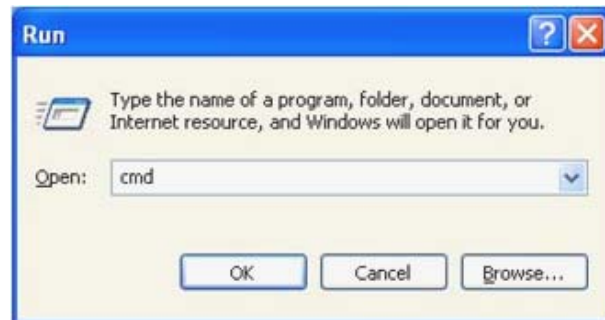 Run
Type the name of a program, folder, document, or
Internet resource, and Windows will open it for you.
Open: cmd
OK Cancel Browse...